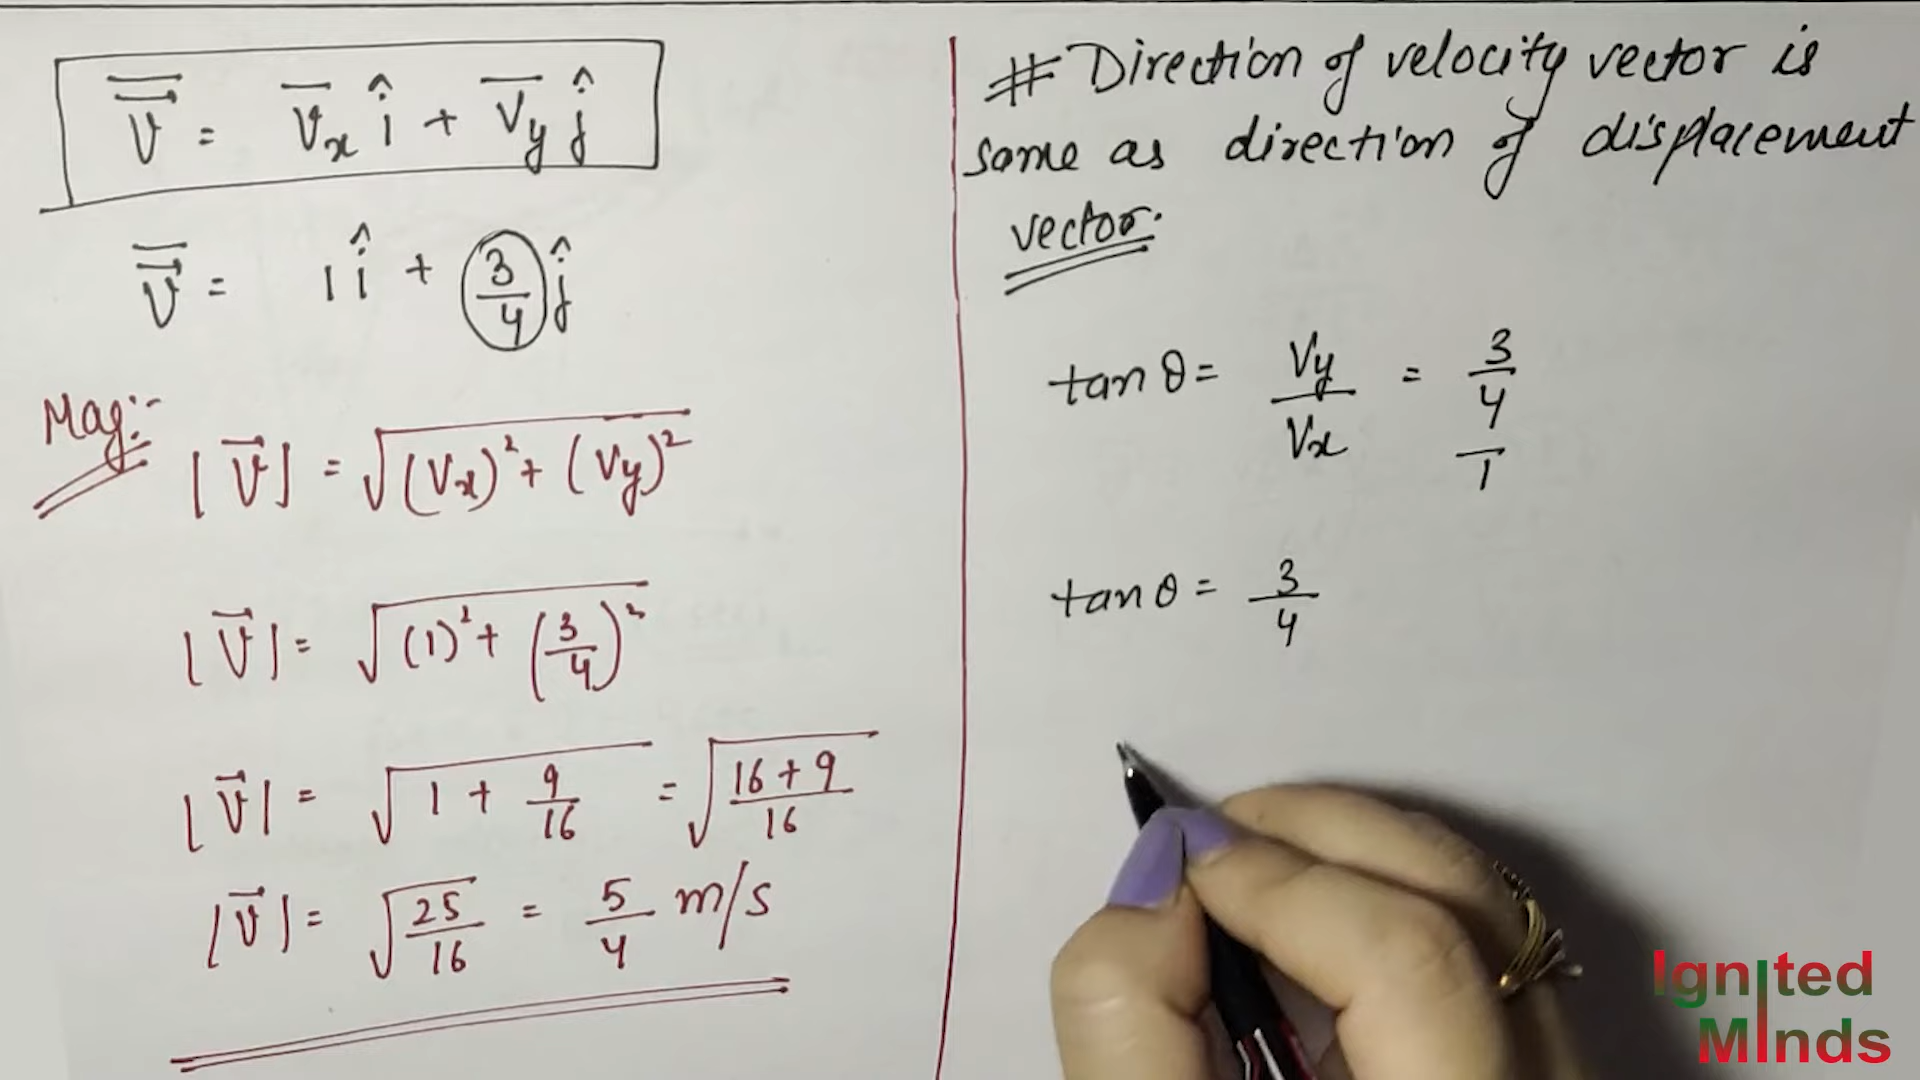 V̅⃗ = V̅x î + V̅y ĵ
V̅⃗ = 1 î + 3/4 ĵ
Mag:-
|V⃗| = √(Vx)² + (Vy)²
|V⃗| = √(1)² + (3/4)²
|V⃗| = √1 + 9/16 = √16+9/16
|V⃗| = √25/16 = 5/4 m/s
# Direction of velocity vector is
same as direction of displacement
vector.
tan θ = Vy/Vx = 3/4/1
tan θ = 3/4
Ignited
Minds